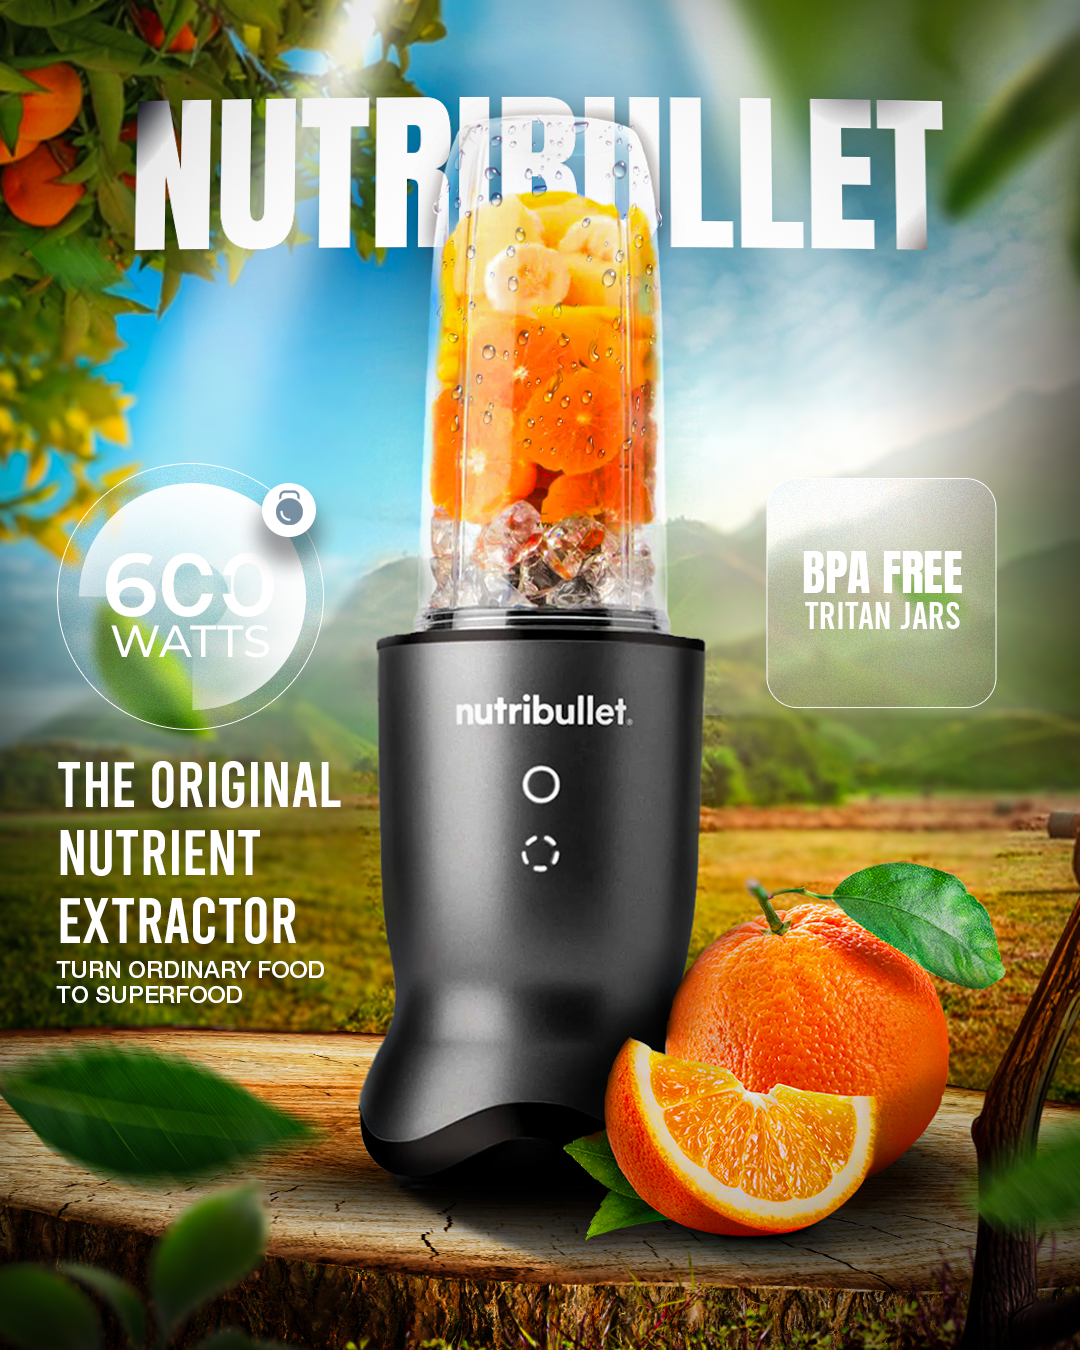 NUTRIBULLET
600
WATTS
BPA FREE
TRITAN JARS
nutribullet®
THE ORIGINAL
NUTRIENT
EXTRACTOR
TURN ORDINARY FOOD
TO SUPERFOOD